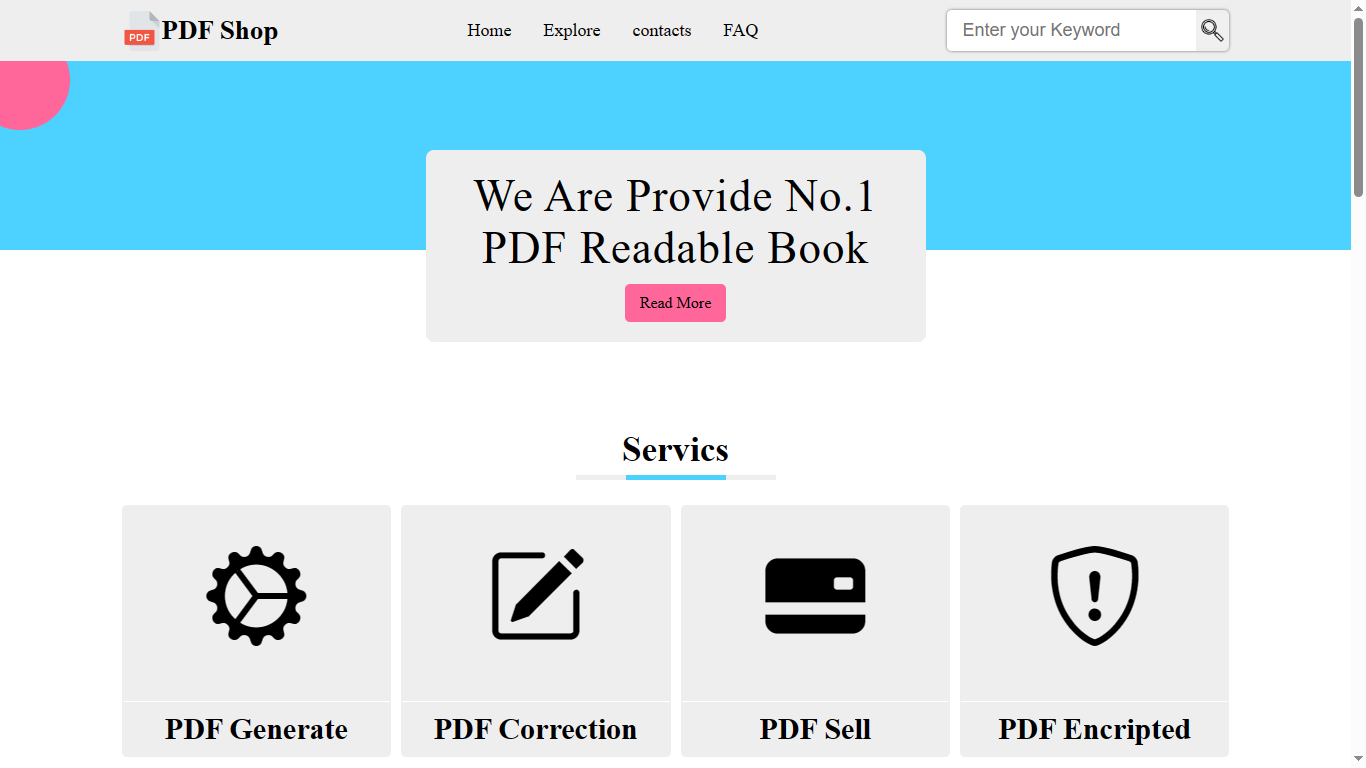 PDF
PDF Shop
Home
Explore
contacts
FAQ
Enter your Keyword
We Are Provide No.1
PDF Readable Book
Read More
Servics
PDF Generate
PDF Correction
PDF Sell
PDF Encripted